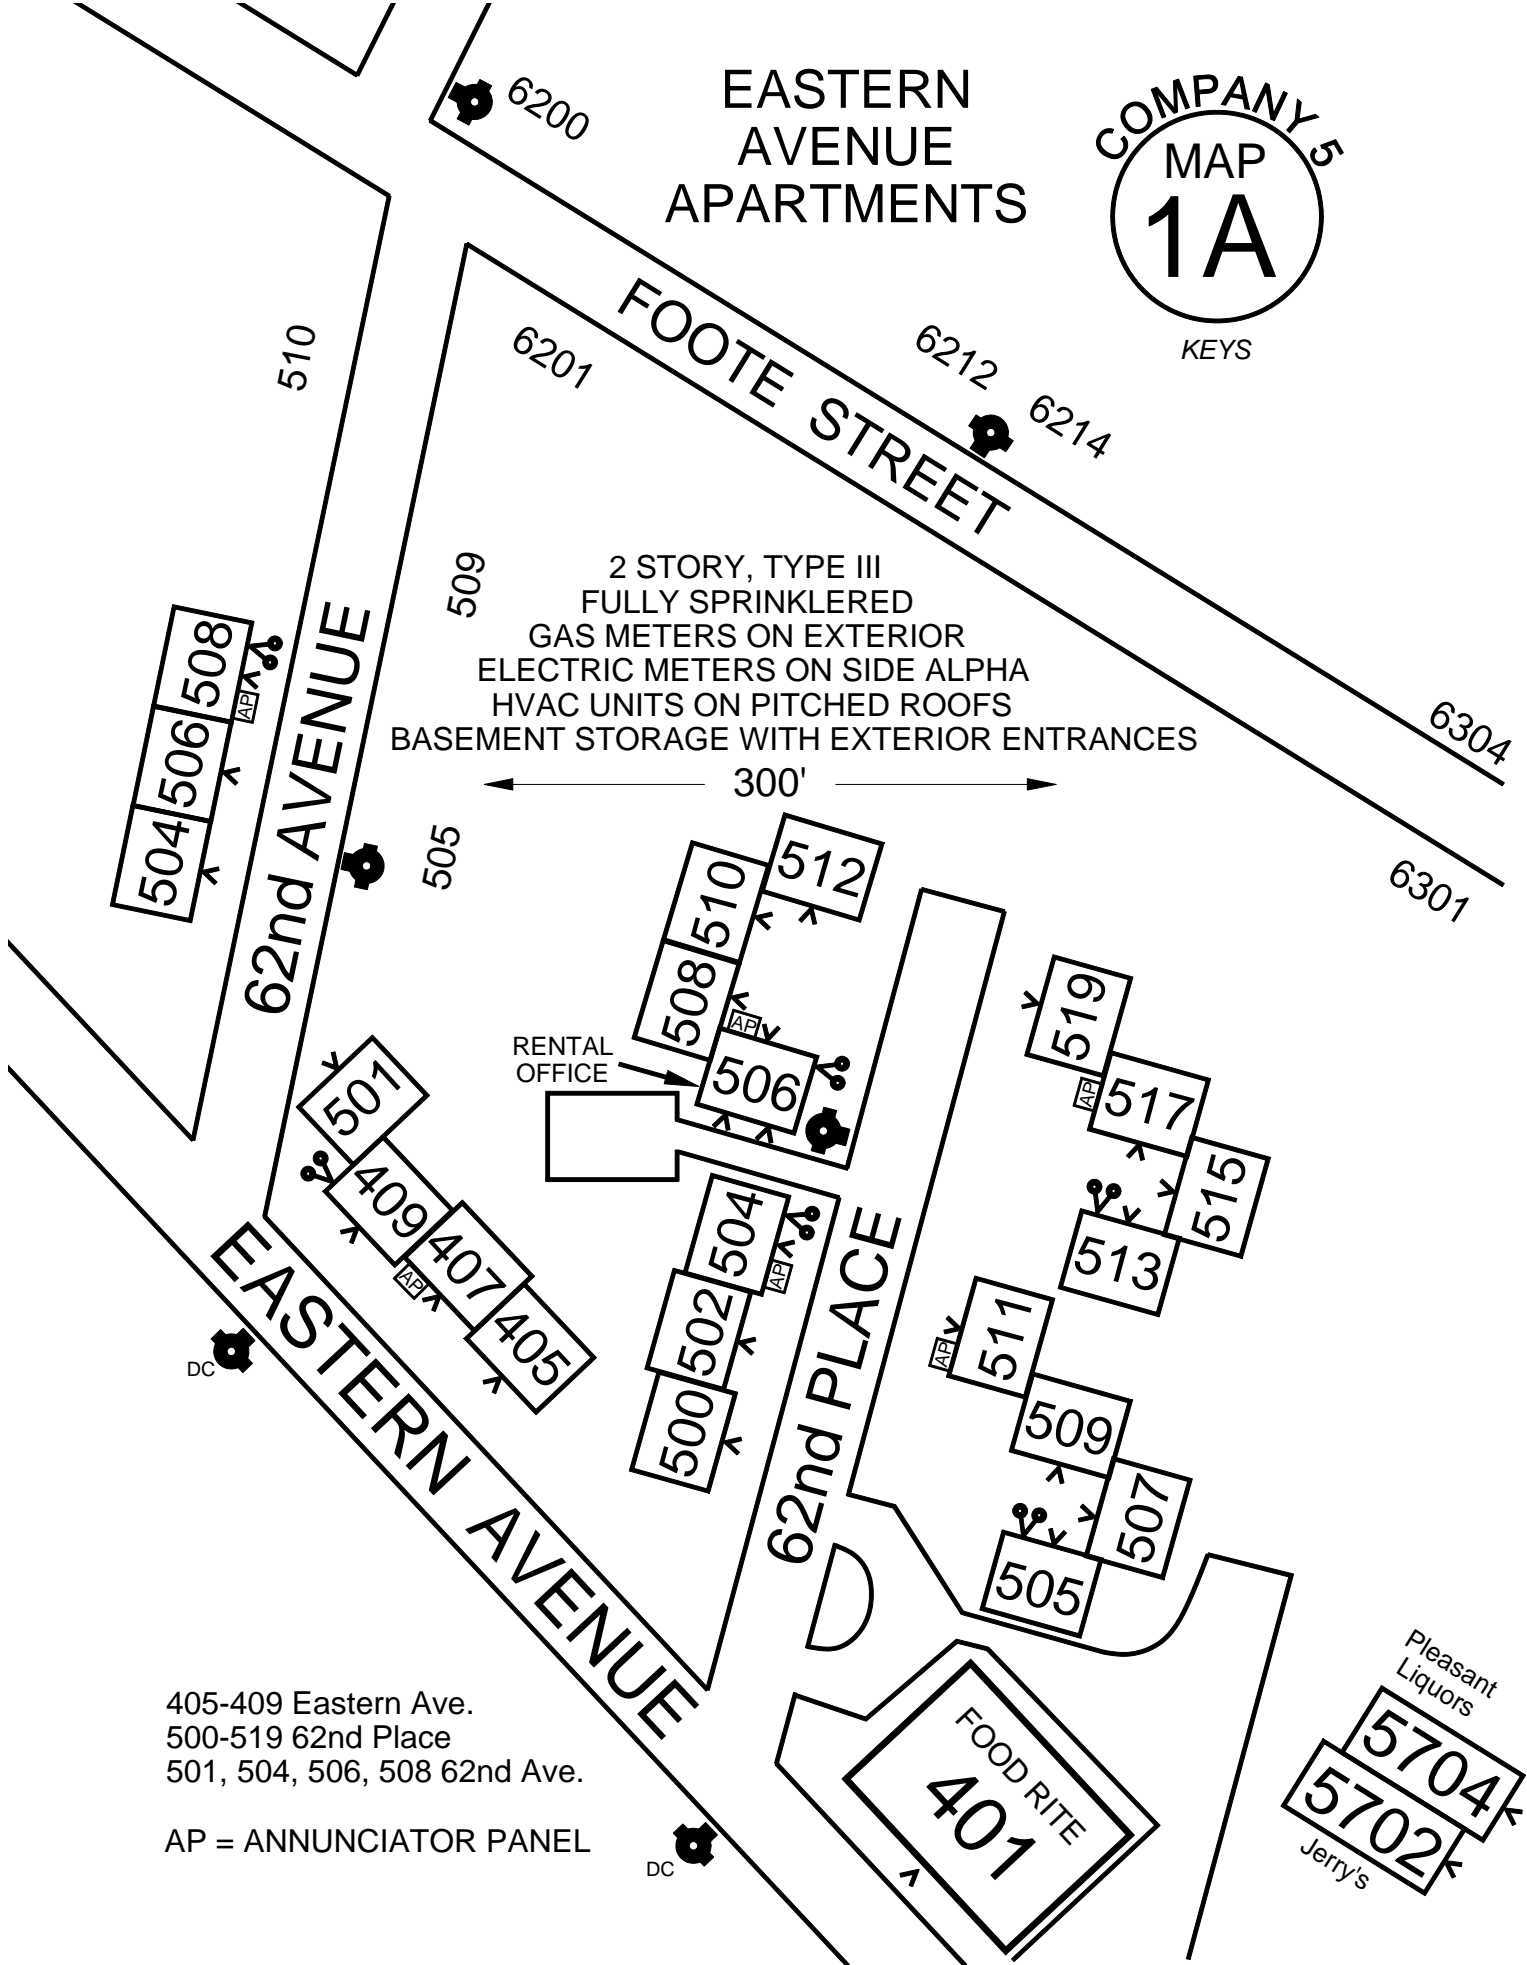 EASTERN
AVENUE
APARTMENTS
COMPANY 5
MAP
1A
KEYS
6200
6201
FOOTE STREET
6212
6214
6304
6301
510
509
505
62nd AVENUE
508
506
504
AP
2 STORY, TYPE III
FULLY SPRINKLERED
GAS METERS ON EXTERIOR
ELECTRIC METERS ON SIDE ALPHA
HVAC UNITS ON PITCHED ROOFS
BASEMENT STORAGE WITH EXTERIOR ENTRANCES
300'
512
510
508
AP
506
RENTAL
OFFICE
519
517
AP
515
513
501
409
407
AP
405
504
AP
502
500
62nd PLACE
511
AP
509
507
505
EASTERN AVENUE
DC
DC
FOOD RITE
401
Pleasant
Liquors
5704
5702
Jerry's
405-409 Eastern Ave.
500-519 62nd Place
501, 504, 506, 508 62nd Ave.
AP = ANNUNCIATOR PANEL